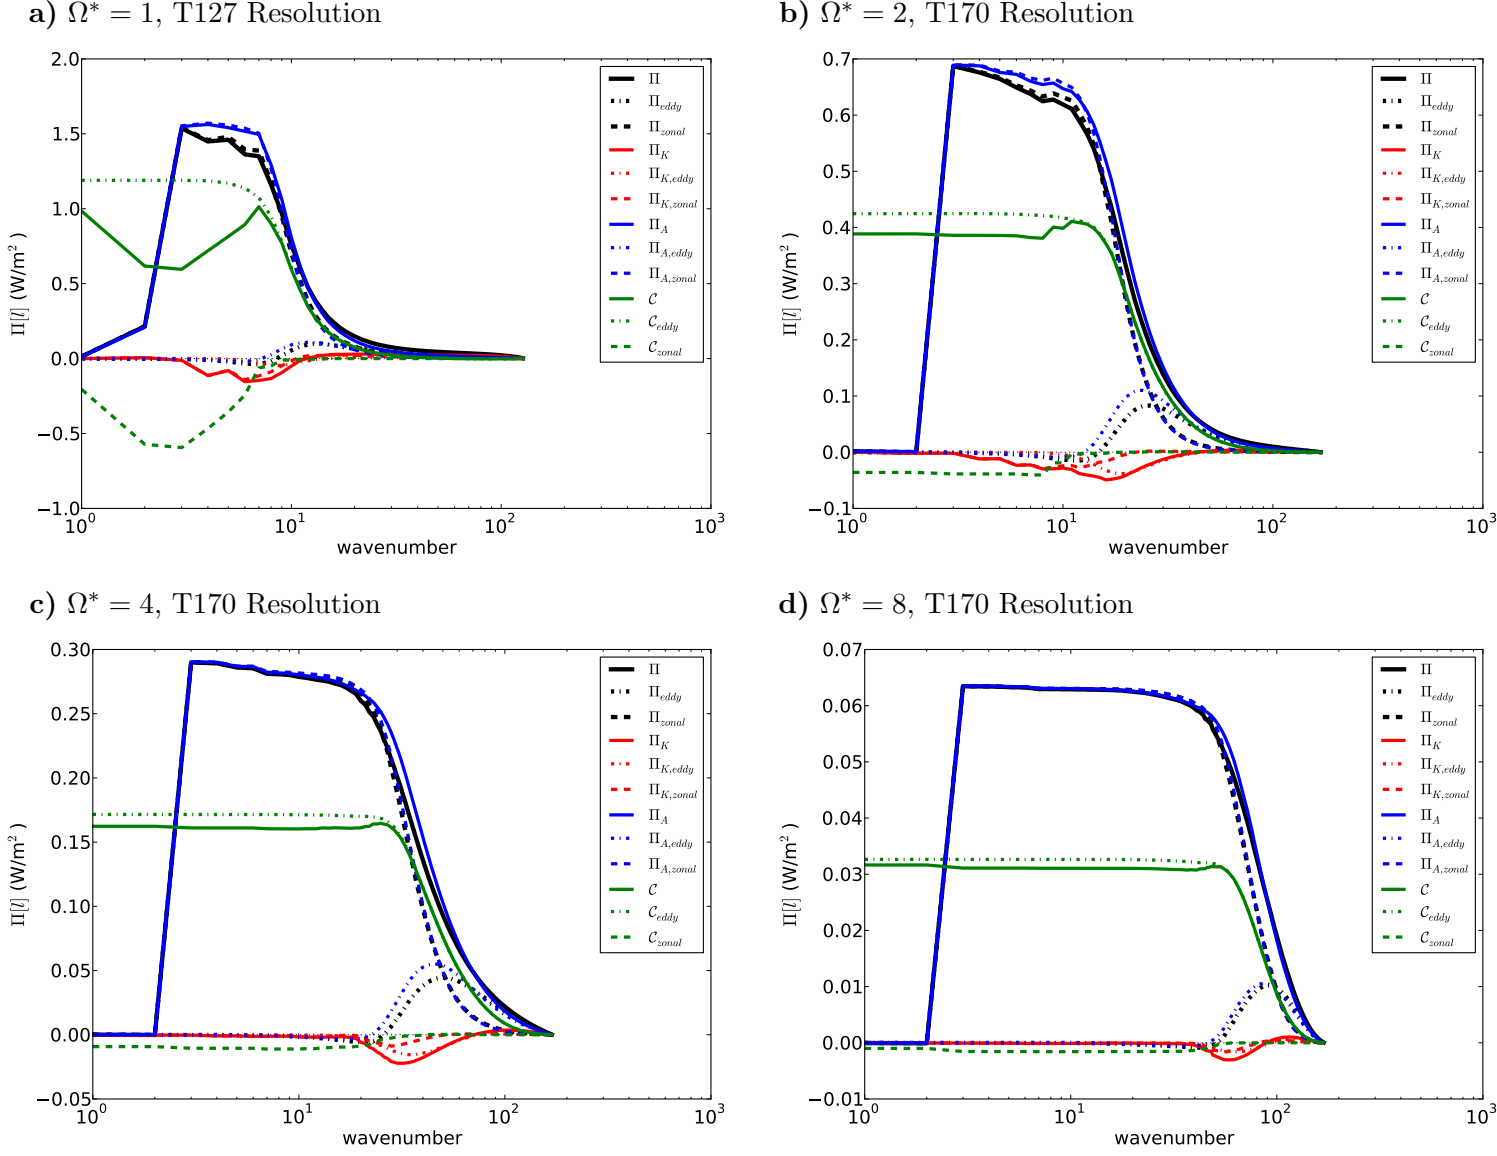 a) Ω* = 1, T127 Resolution
2.0
1.5
1.0
0.5
0.0
−0.5
−1.0
Π[l] (W/m²)
10⁰ 10¹ 10² 10³
wavenumber
Π
Π_eddy
Π_zonal
Π_K
Π_K,eddy
Π_K,zonal
Π_A
Π_A,eddy
Π_A,zonal
𝒞
𝒞_eddy
𝒞_zonal
b) Ω* = 2, T170 Resolution
0.7
0.6
0.5
0.4
0.3
0.2
0.1
0.0
−0.1
Π[l] (W/m²)
10⁰ 10¹ 10² 10³
wavenumber
Π
Π_eddy
Π_zonal
Π_K
Π_K,eddy
Π_K,zonal
Π_A
Π_A,eddy
Π_A,zonal
𝒞
𝒞_eddy
𝒞_zonal
c) Ω* = 4, T170 Resolution
0.30
0.25
0.20
0.15
0.10
0.05
0.00
−0.05
Π[l] (W/m²)
10⁰ 10¹ 10² 10³
wavenumber
Π
Π_eddy
Π_zonal
Π_K
Π_K,eddy
Π_K,zonal
Π_A
Π_A,eddy
Π_A,zonal
𝒞
𝒞_eddy
𝒞_zonal
d) Ω* = 8, T170 Resolution
0.07
0.06
0.05
0.04
0.03
0.02
0.01
0.00
−0.01
Π[l] (W/m²)
10⁰ 10¹ 10² 10³
wavenumber
Π
Π_eddy
Π_zonal
Π_K
Π_K,eddy
Π_K,zonal
Π_A
Π_A,eddy
Π_A,zonal
𝒞
𝒞_eddy
𝒞_zonal